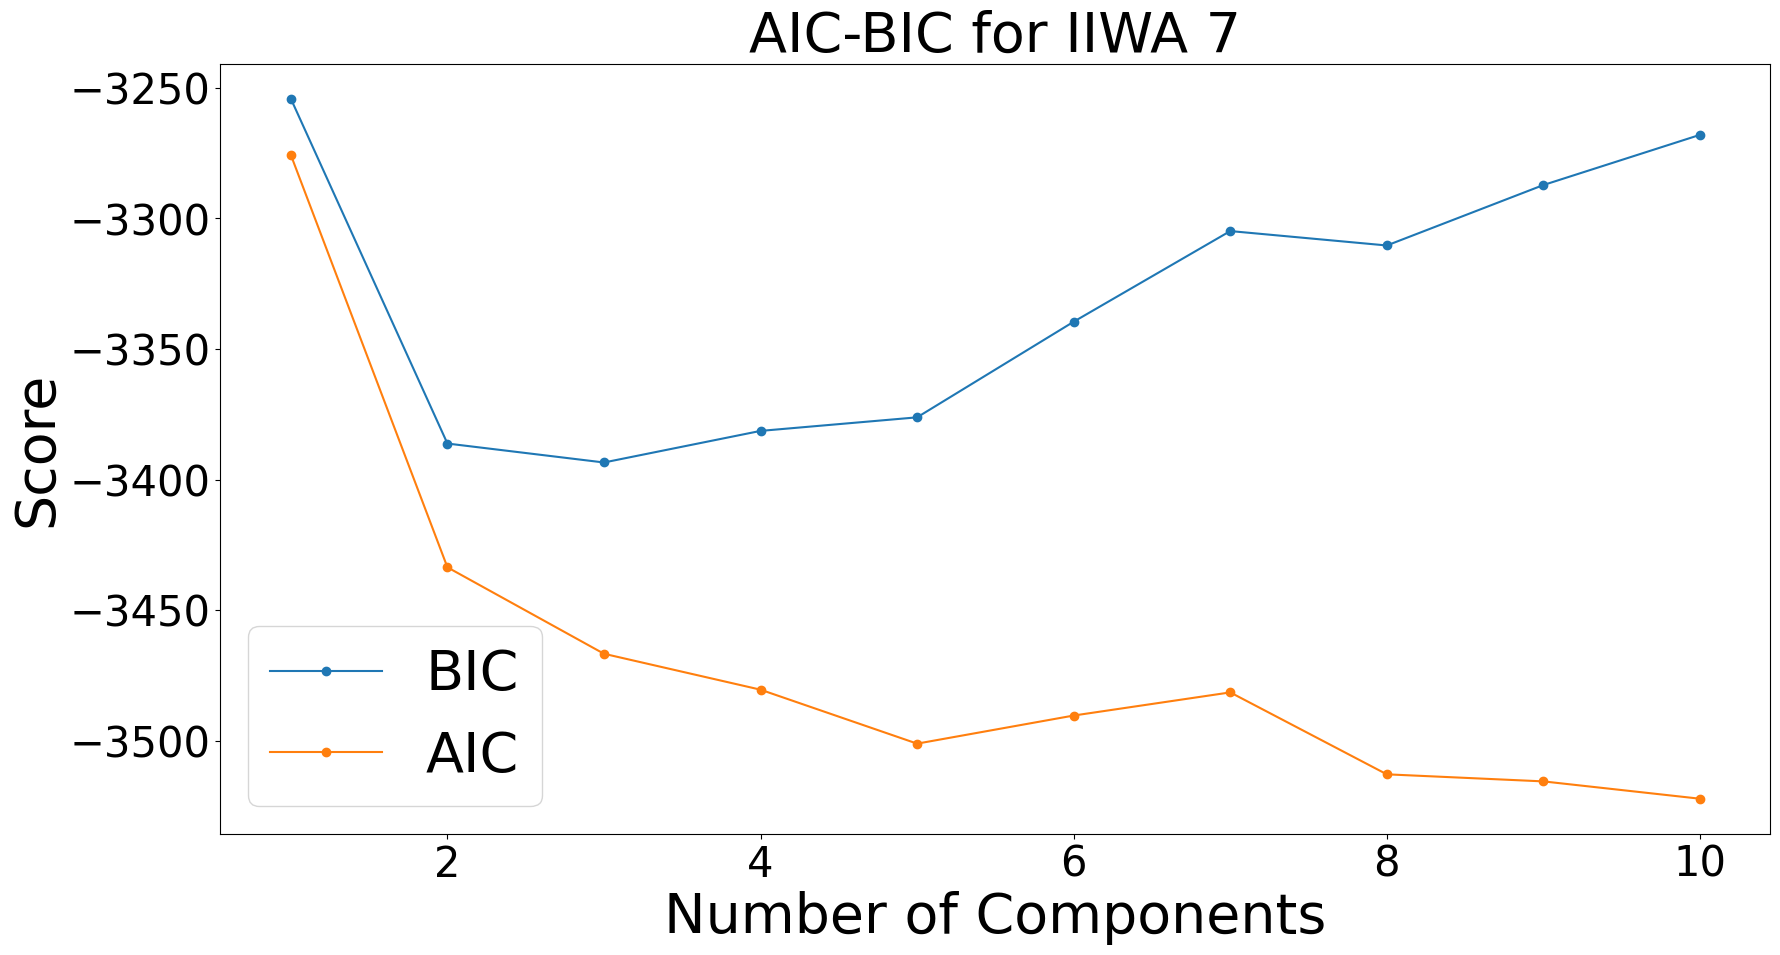 AIC-BIC for IIWA 7
−3250
−3300
−3350
−3400
−3450
−3500
Score
BIC
AIC
2 4 6 8 10
Number of Components